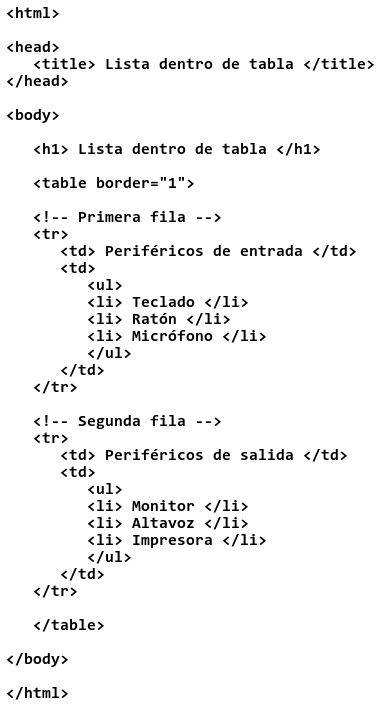 <html>

<head>
   <title> Lista dentro de tabla </title>
</head>

<body>

   <h1> Lista dentro de tabla </h1>

   <table border="1">

   <!-- Primera fila -->
   <tr>
      <td> Periféricos de entrada </td>
      <td>
         <ul>
         <li> Teclado </li>
         <li> Ratón </li>
         <li> Micrófono </li>
         </ul>
      </td>
   </tr>

   <!-- Segunda fila -->
   <tr>
      <td> Periféricos de salida </td>
      <td>
         <ul>
         <li> Monitor </li>
         <li> Altavoz </li>
         <li> Impresora </li>
         </ul>
      </td>
   </tr>

   </table>

</body>

</html>